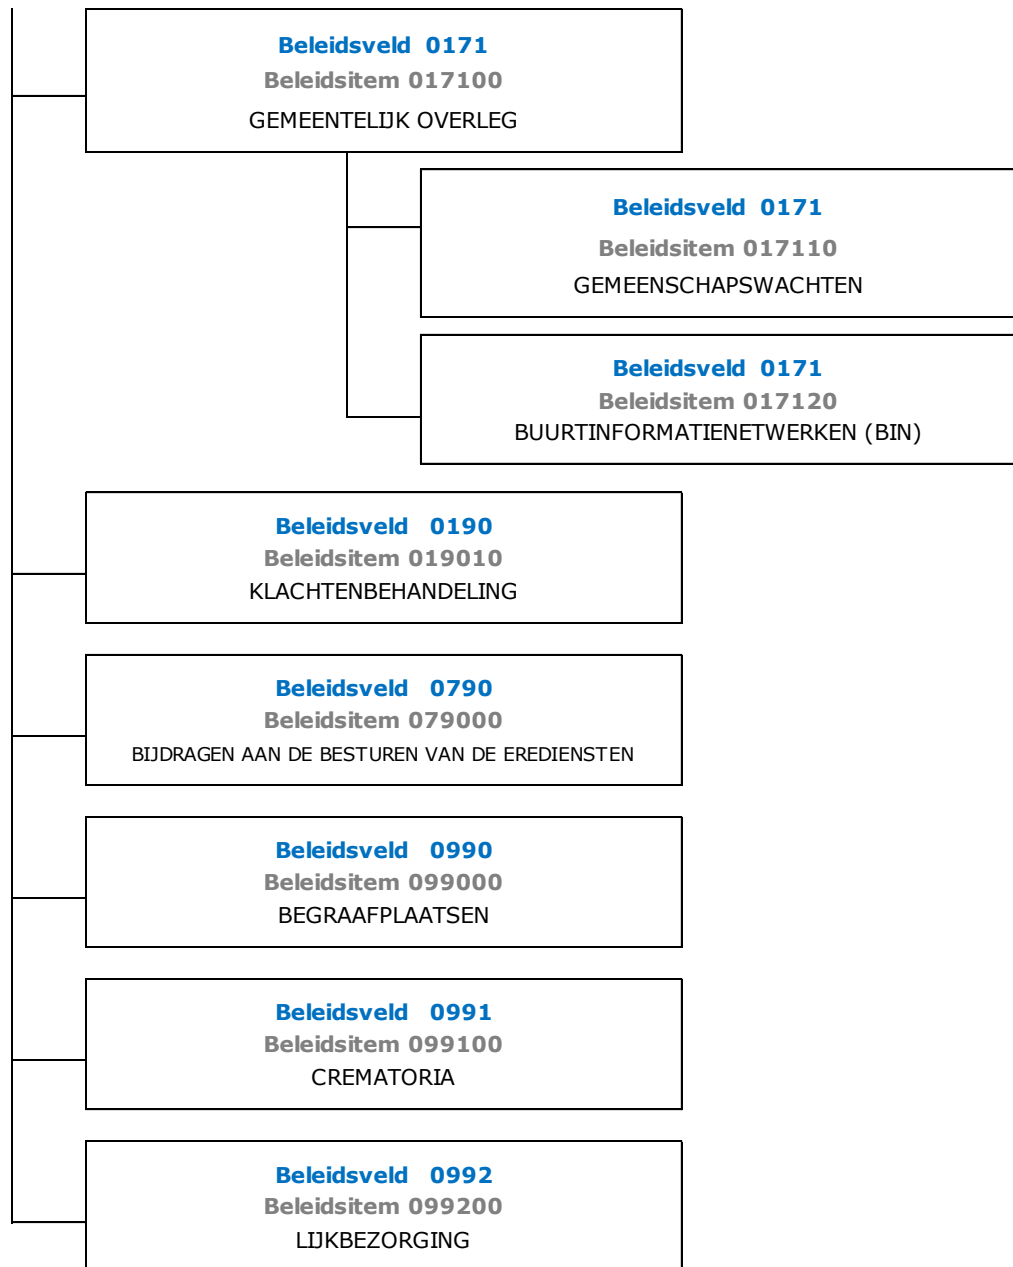 Beleidsveld 0171
Beleidsitem 017100
GEMEENTELIJK OVERLEG
Beleidsveld 0171
Beleidsitem 017110
GEMEENSCHAPSWACHTEN
Beleidsveld 0171
Beleidsitem 017120
BUURTINFORMATIENETWERKEN (BIN)
Beleidsveld 0190
Beleidsitem 019010
KLACHTENBEHANDELING
Beleidsveld 0790
Beleidsitem 079000
BIJDRAGEN AAN DE BESTUREN VAN DE EREDIENSTEN
Beleidsveld 0990
Beleidsitem 099000
BEGRAAFPLAATSEN
Beleidsveld 0991
Beleidsitem 099100
CREMATORIA
Beleidsveld 0992
Beleidsitem 099200
LIJKBEZORGING